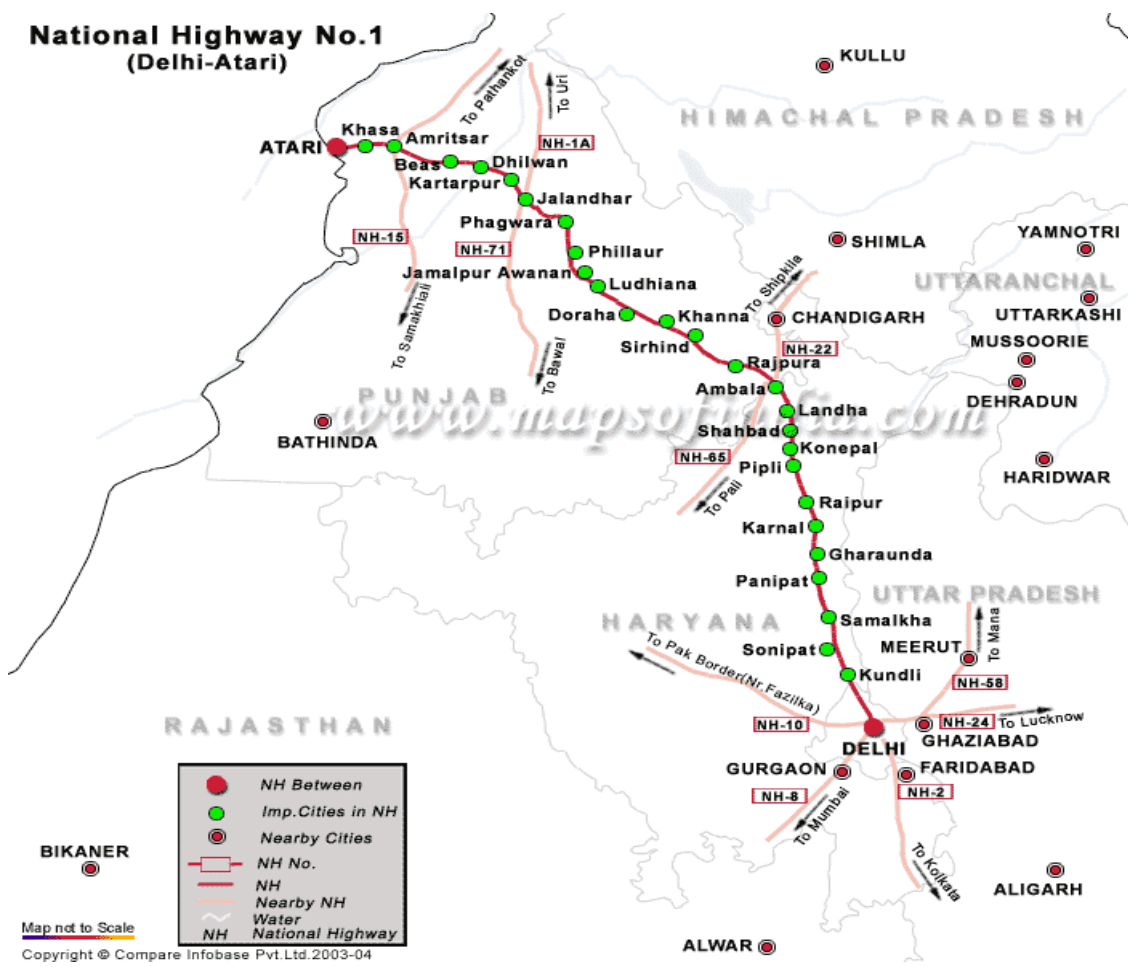 National Highway No.1
(Delhi-Atari)
KULLU
HIMACHAL PRADESH
To Pathankot
To Uri
NH-1A
ATARI
Khasa
Amritsar
Beas
Dhilwan
Kartarpur
Jalandhar
Phagwara
NH-15
NH-71
Phillaur
Jamalpur Awanan
Ludhiana
SHIMLA
YAMNOTRI
UTTARANCHAL
UTTARKASHI
To Samakhiali
To Bawal
Doraha
Khanna
Sirhind
To Shipkila
CHANDIGARH
NH-22
MUSSOORIE
DEHRADUN
Rajpura
Ambala
PUNJAB
www.mapsofindia.com
BATHINDA
Landha
Shahbad
Konepal
NH-65
Pipli
To Pali
HARIDWAR
Raipur
Karnal
Gharaunda
Panipat
UTTAR PRADESH
HARYANA
Samalkha
Sonipat
Kundli
MEERUT
To Mana
NH-58
To Pak Border(Nr.Fazilka)
NH-10
NH-24
To Lucknow
DELHI
GHAZIABAD
RAJASTHAN
GURGAON
FARIDABAD
NH-8
NH-2
To Mumbai
To Kolkata
ALIGARH
BIKANER
ALWAR
NH Between
Imp.Cities in NH
Nearby Cities
NH No.
NH
Nearby NH
Water
NH National Highway
Map not to Scale
Copyright © Compare Infobase Pvt.Ltd.2003-04